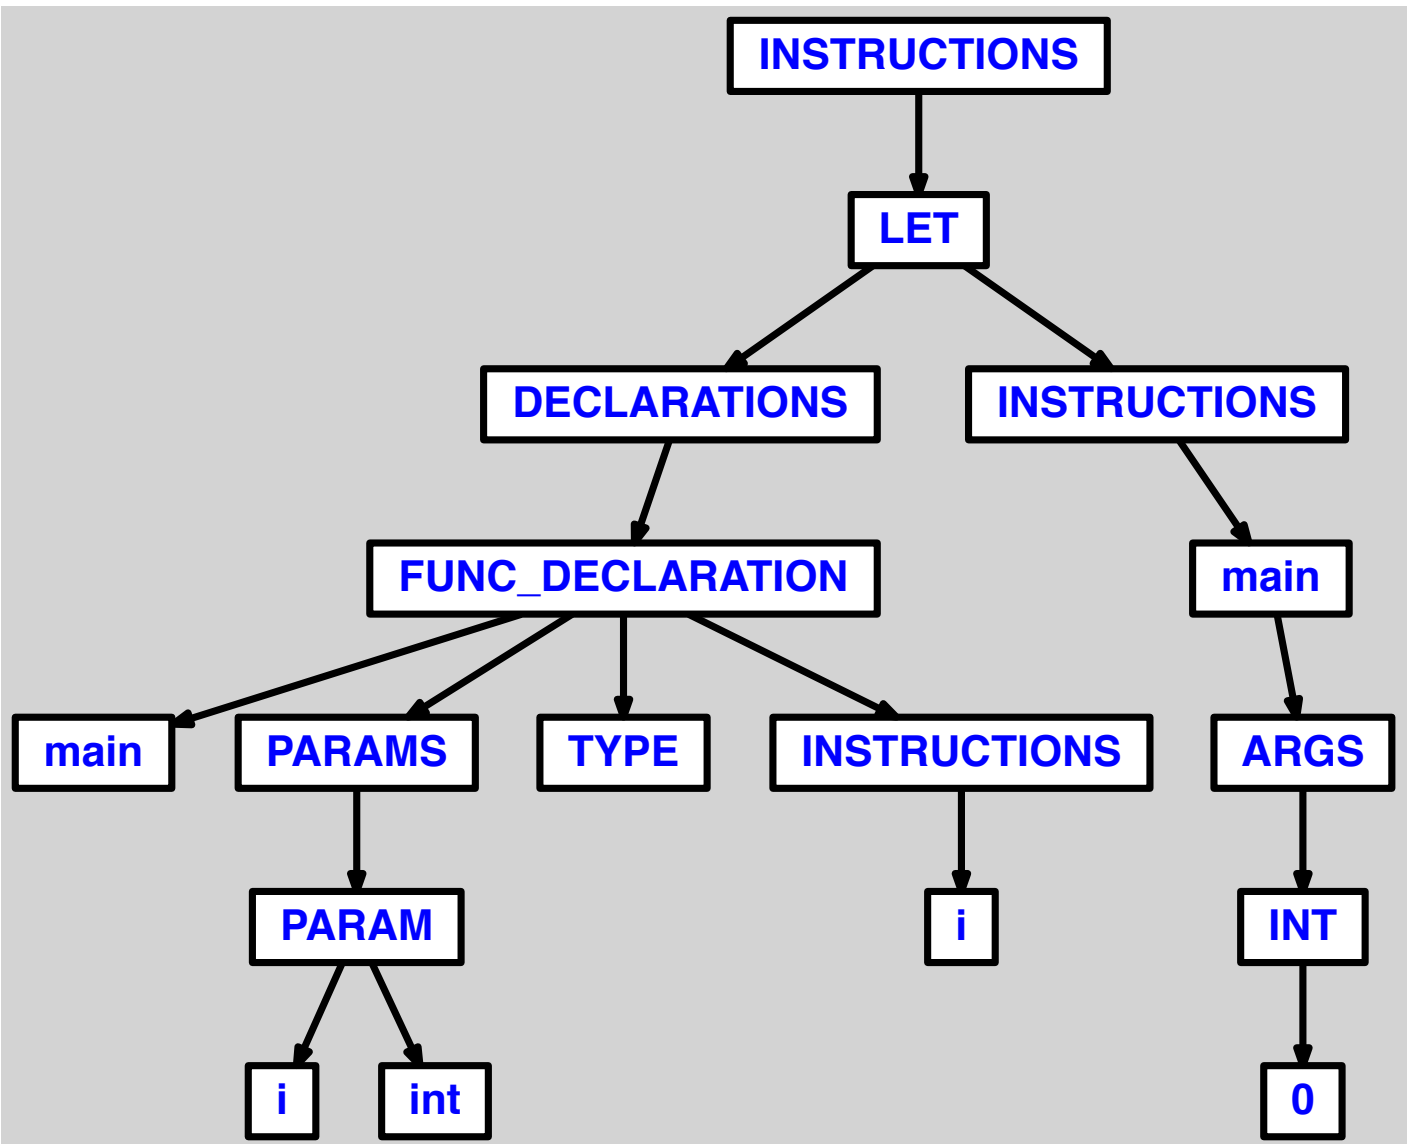 INSTRUCTIONS
LET
DECLARATIONS
INSTRUCTIONS
FUNC_DECLARATION
main
main
PARAMS
TYPE
INSTRUCTIONS
ARGS
PARAM
i
INT
i
int
0